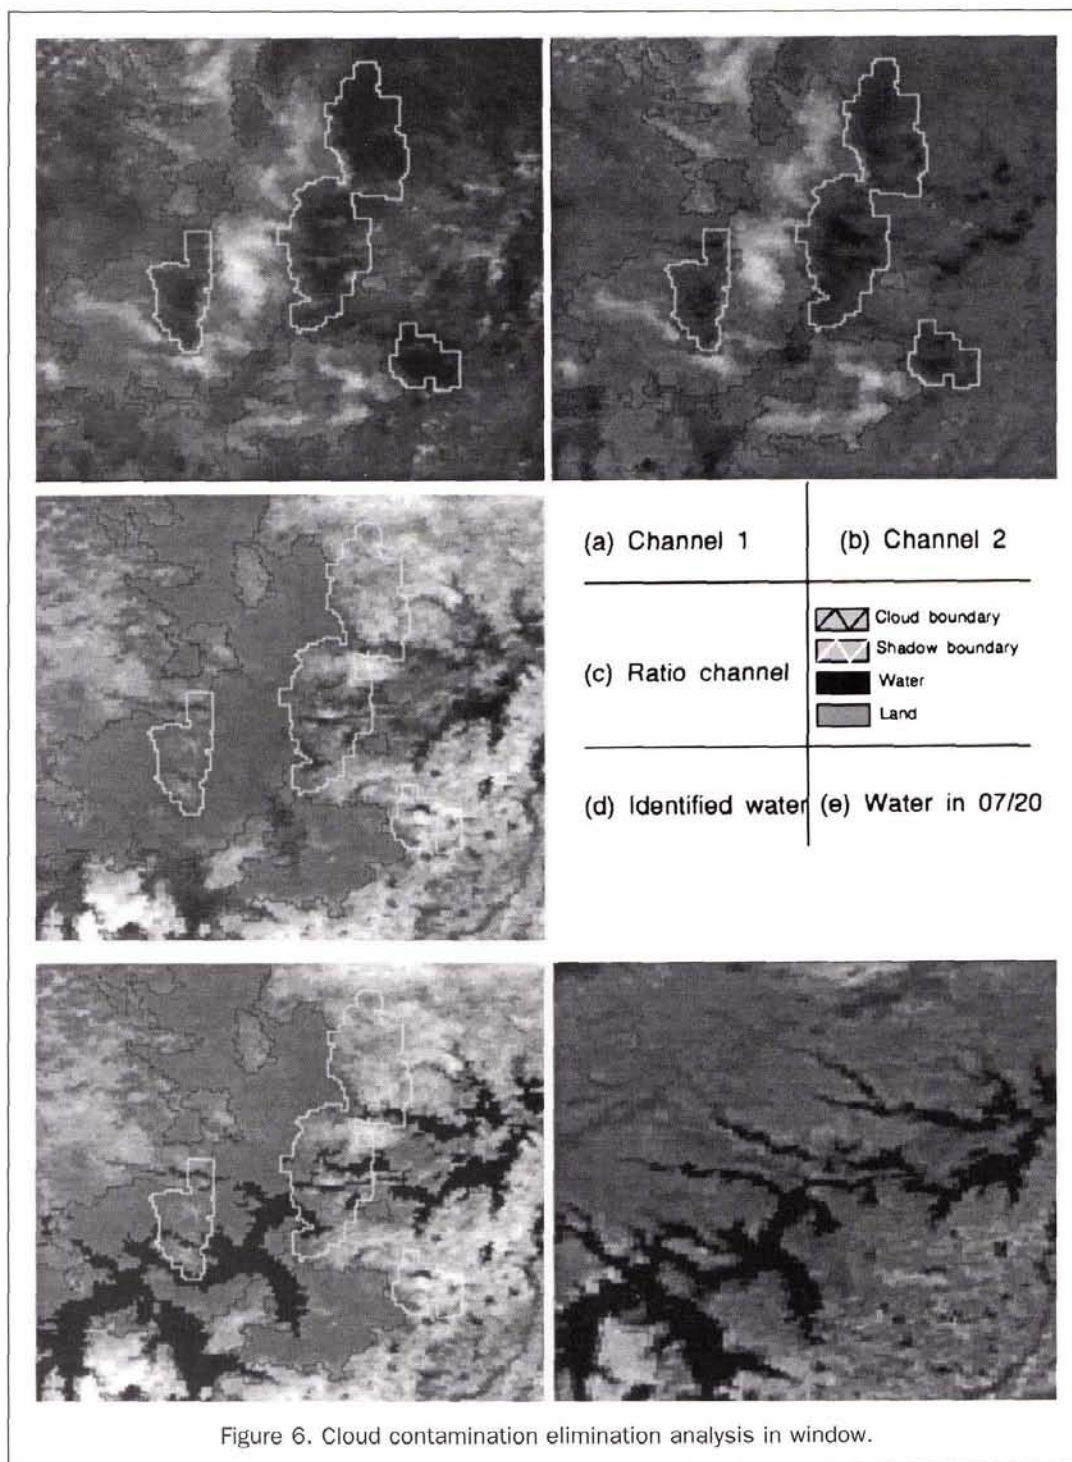 (a) Channel 1
(b) Channel 2
(c) Ratio channel
Cloud boundary
Shadow boundary
Water
Land
(d) Identified water
(e) Water in 07/20
Figure 6. Cloud contamination elimination analysis in window.